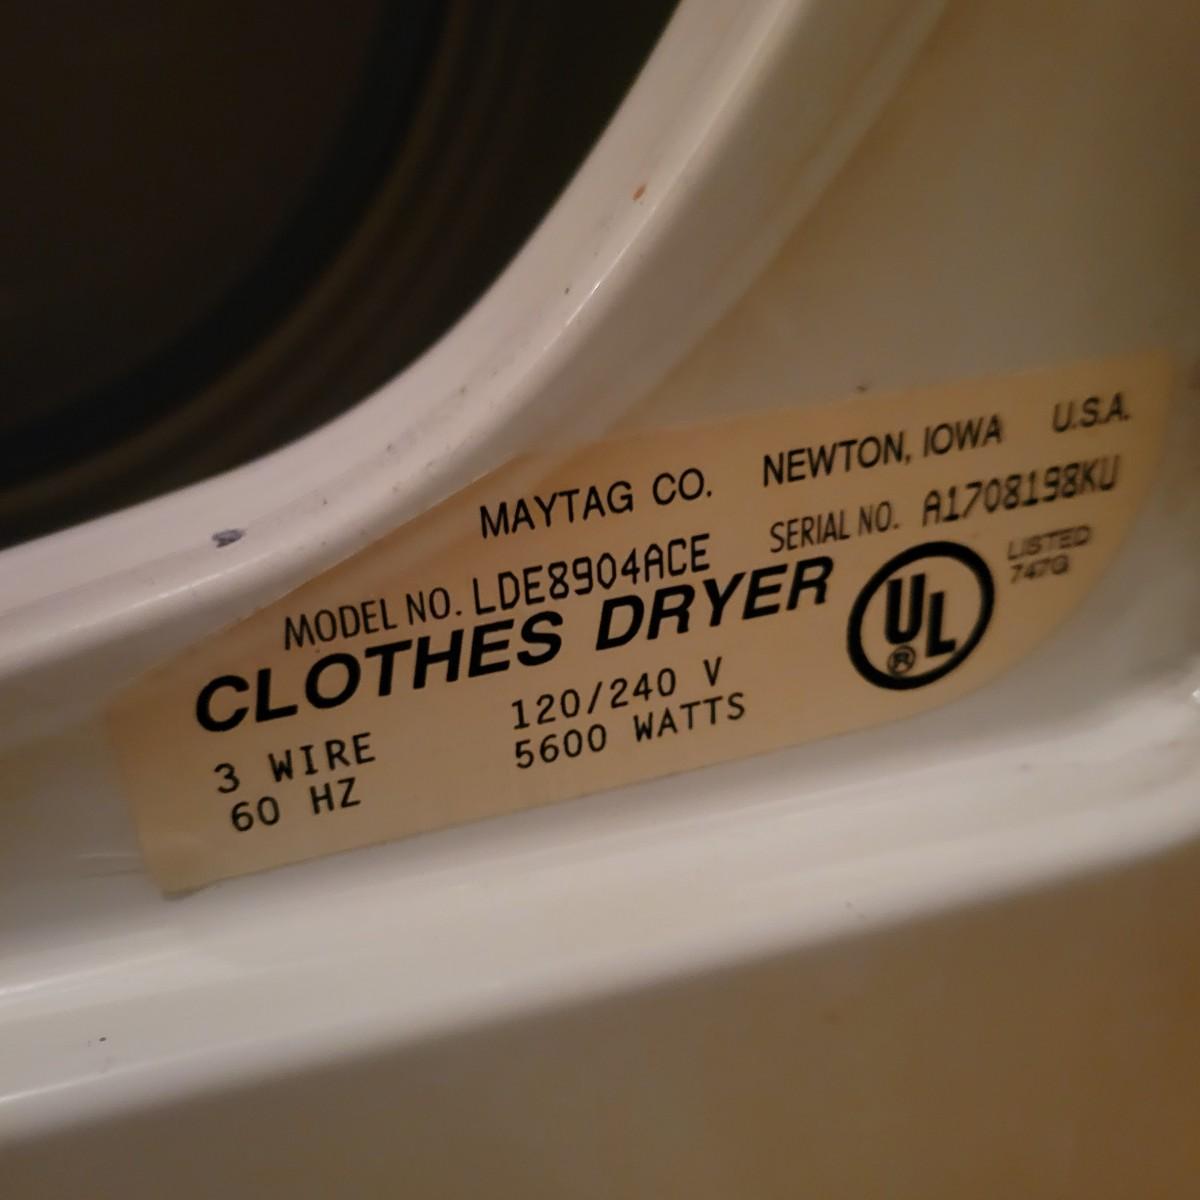 MAYTAG CO. NEWTON, IOWA U.S.A.
MODEL NO. LDE8904ACE SERIAL NO. A1708198KU
CLOTHES DRYER
UL ®
LISTED
747G
3 WIRE 120/240 V
60 HZ 5600 WATTS